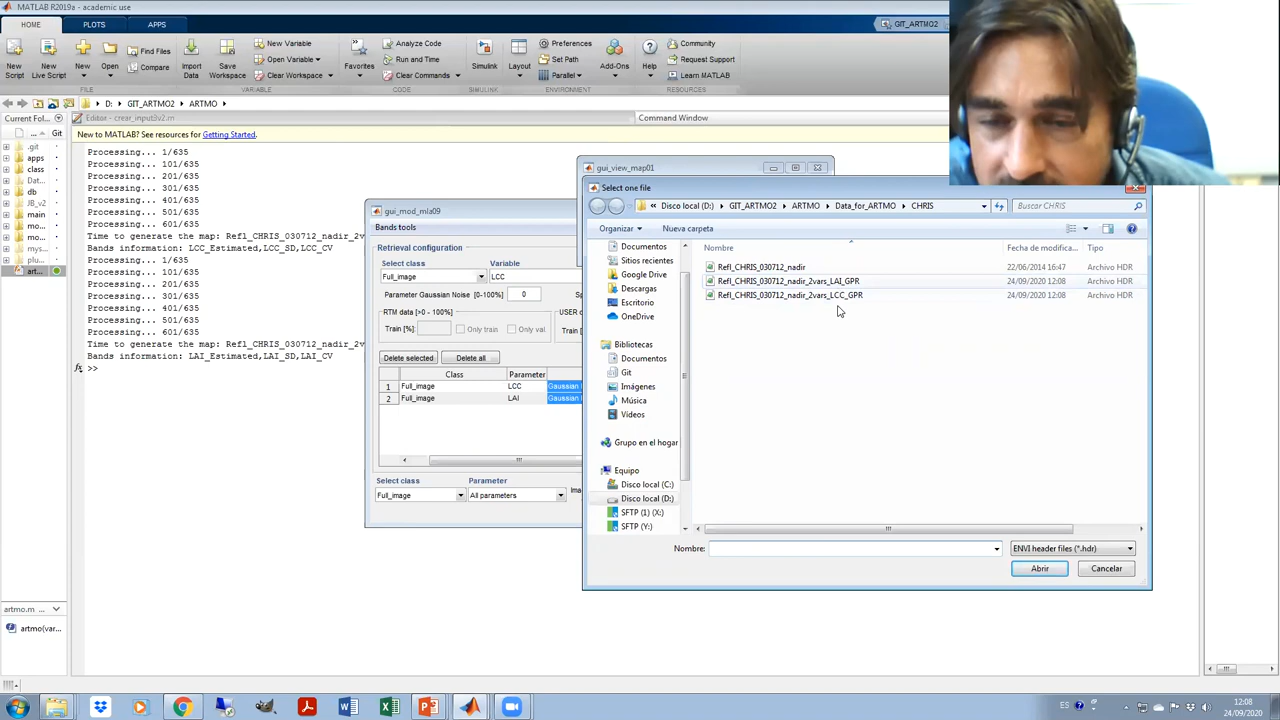 MATLAB R2019a - academic use
HOME
PLOTS
APPS
GIT_ARTMO2
New Script
New Live Script
New
Open
Find Files
Compare
Import Data
Save Workspace
New Variable
Open Variable
Clear Workspace
Favorites
Analyze Code
Run and Time
Clear Commands
Simulink
Layout
Preferences
Set Path
Parallel
Add-Ons
Help
Community
Request Support
Learn MATLAB
FILE
VARIABLE
CODE
SIMULINK
ENVIRONMENT
RESOURCES
D:
GIT_ARTMO2
ARTMO
Current Fol...
Editor - crear_input3v2.m
Command Window
... Git
New to MATLAB? See resources for Getting Started.
.git
apps
class
Dat...
db
JB_v2
main
mo...
mo...
mys...
plu...
art...
Processing... 1/635
Processing... 101/635
Processing... 201/635
Processing... 301/635
Processing... 401/635
Processing... 501/635
Processing... 601/635
Time to generate the map: Refl_CHRIS_030712_nadir_2v
Bands information: LCC_Estimated,LCC_SD,LCC_CV
Processing... 1/635
Processing... 101/635
Processing... 201/635
Processing... 301/635
Processing... 401/635
Processing... 501/635
Processing... 601/635
Time to generate the map: Refl_CHRIS_030712_nadir_2v
Bands information: LAI_Estimated,LAI_SD,LAI_CV
fx >>
artmo.m ...
artmo(var...
gui_mod_mla09
Bands tools
Retrieval configuration
Select class
Variable
Full_image
LCC
Parameter Gaussian Noise [0-100%]
0
Sp
RTM data [>0 - 100%]
USER d
Train [%]:
Only train
Only validate
Train [%]
Delete selected
Delete all
Class
Parameter
1 Full_image LCC Gaussian
2 Full_image LAI Gaussian
Select class
Parameter
Full_image
All parameters
Ima
gui_view_map01
Select one file
Disco local (D:)
GIT_ARTMO2
ARTMO
Data_for_ARTMO
CHRIS
Buscar CHRIS
Organizar
Nueva carpeta
Nombre
Fecha de modifica...
Tipo
Documentos
Sitios recientes
Google Drive
Descargas
Escritorio
OneDrive
Bibliotecas
Documentos
Git
Imágenes
Música
Vídeos
Grupo en el hogar
Equipo
Disco local (C:)
Disco local (D:)
SFTP (1) (X:)
SFTP (Y:)
Refl_CHRIS_030712_nadir 22/06/2014 16:47 Archivo HDR
Refl_CHRIS_030712_nadir_2vars_LAI_GPR 24/09/2020 12:08 Archivo HDR
Refl_CHRIS_030712_nadir_2vars_LCC_GPR 24/09/2020 12:08 Archivo HDR
Nombre:
ENVI header files (*.hdr)
Abrir
Cancelar
ES
12:08
24/09/2020